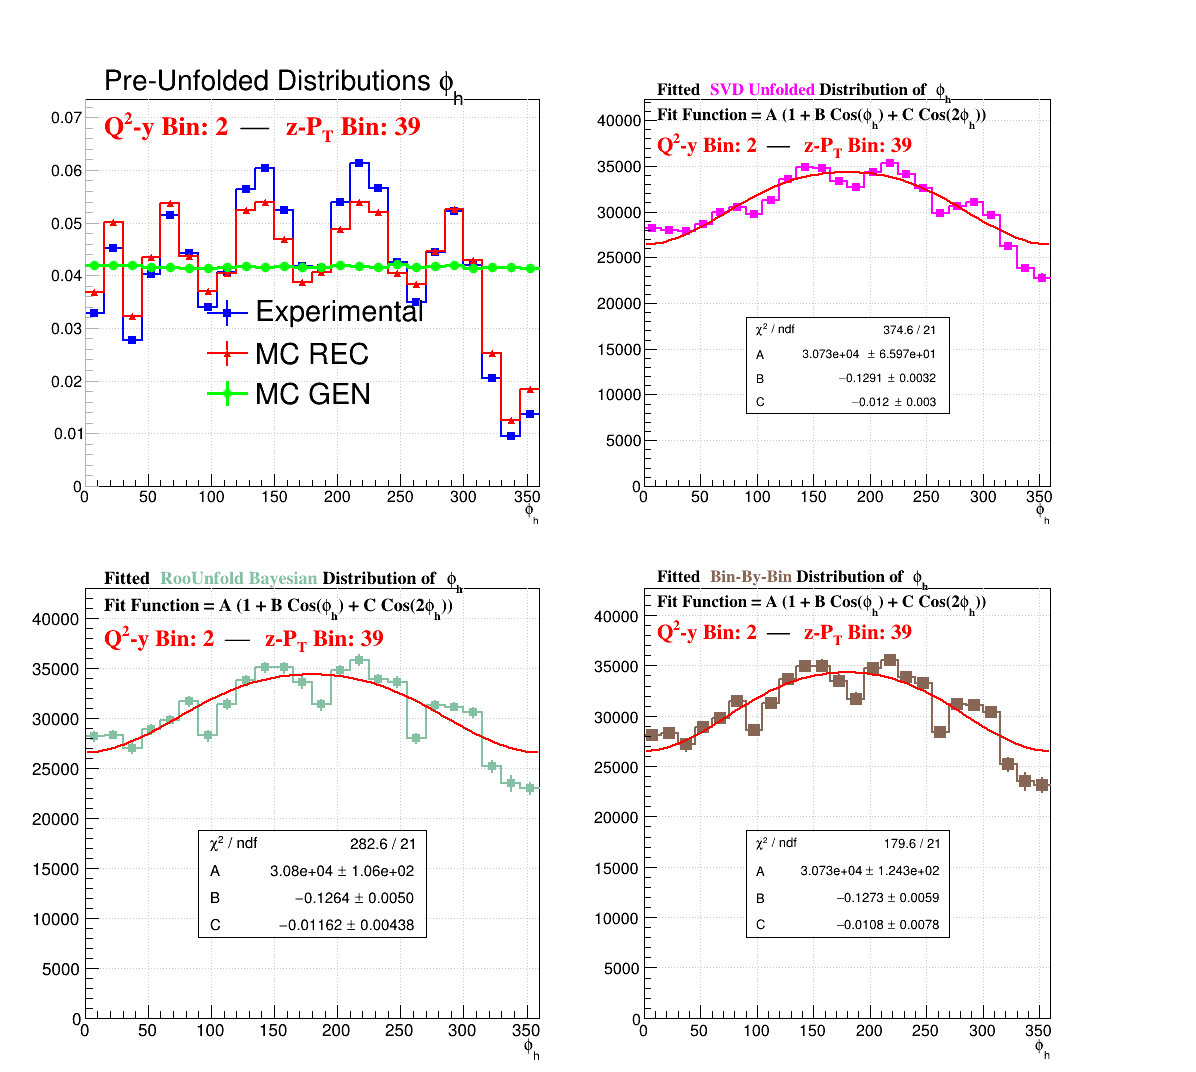 Pre-Unfolded Distributions ϕh
Q2-y Bin: 2 — z-PT Bin: 39
0.07
0.06
0.05
0.04
0.03
0.02
0.01
0
Experimental
MC REC
MC GEN
0 50 100 150 200 250 300 350
ϕh
Fitted SVD Unfolded Distribution of ϕh
Fit Function = A (1 + B Cos(ϕh) + C Cos(2ϕh))
Q2-y Bin: 2 — z-PT Bin: 39
40000
35000
30000
25000
20000
15000
10000
5000
0
χ2 / ndf 374.6 / 21
A 3.073e+04 ± 6.597e+01
B −0.1291 ± 0.0032
C −0.012 ± 0.003
0 50 100 150 200 250 300 350
ϕh
Fitted RooUnfold Bayesian Distribution of ϕh
Fit Function = A (1 + B Cos(ϕh) + C Cos(2ϕh))
Q2-y Bin: 2 — z-PT Bin: 39
40000
35000
30000
25000
20000
15000
10000
5000
0
χ2 / ndf 282.6 / 21
A 3.08e+04 ± 1.06e+02
B −0.1264 ± 0.0050
C −0.01162 ± 0.00438
0 50 100 150 200 250 300 350
ϕh
Fitted Bin-By-Bin Distribution of ϕh
Fit Function = A (1 + B Cos(ϕh) + C Cos(2ϕh))
Q2-y Bin: 2 — z-PT Bin: 39
40000
35000
30000
25000
20000
15000
10000
5000
0
χ2 / ndf 179.6 / 21
A 3.073e+04 ± 1.243e+02
B −0.1273 ± 0.0059
C −0.0108 ± 0.0078
0 50 100 150 200 250 300 350
ϕh